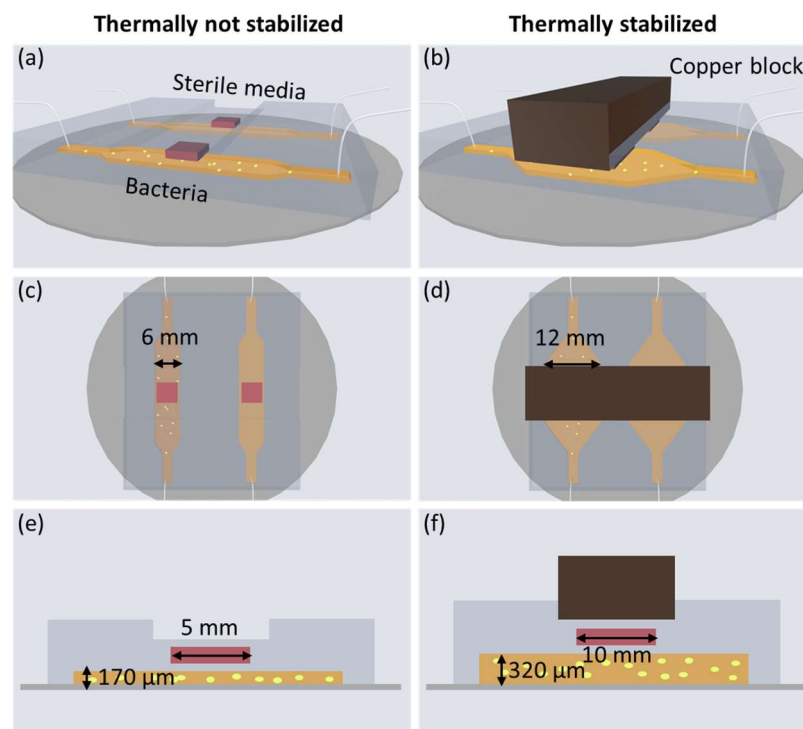 Thermally not stabilized
Thermally stabilized
(a)
Sterile media
Bacteria
(b)
Copper block
(c)
6 mm
(d)
12 mm
(e)
5 mm
170 μm
(f)
10 mm
320 μm